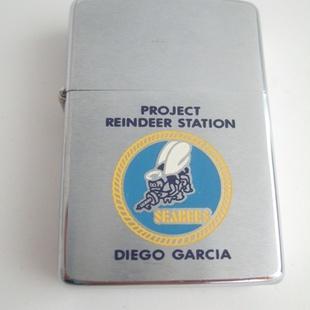 PROJECT
REINDEER STATION
SEABEES
DIEGO GARCIA